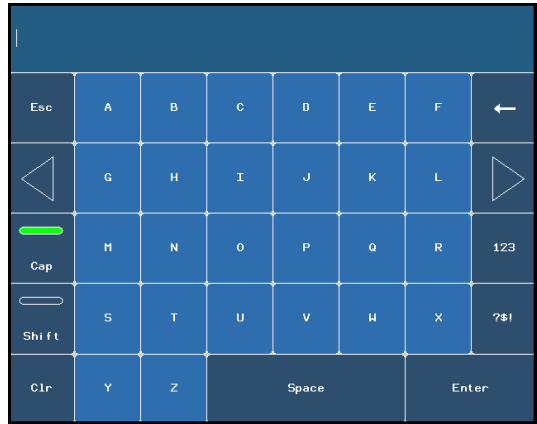 Esc A B C D E F ←
G H I J K L
M N O P Q R 123
Cap
S T U V W X ?$!
Shift
Clr Y Z Space Enter